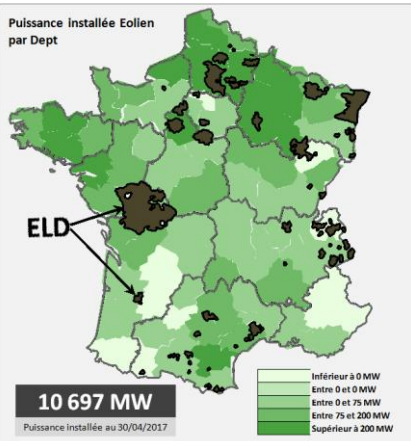 Puissance installée Eolien
par Dept
ELD
10 697 MW
Puissance installée au 30/04/2017
Inférieur à 0 MW
Entre 0 et 0 MW
Entre 0 et 75 MW
Entre 75 et 200 MW
Supérieur à 200 MW